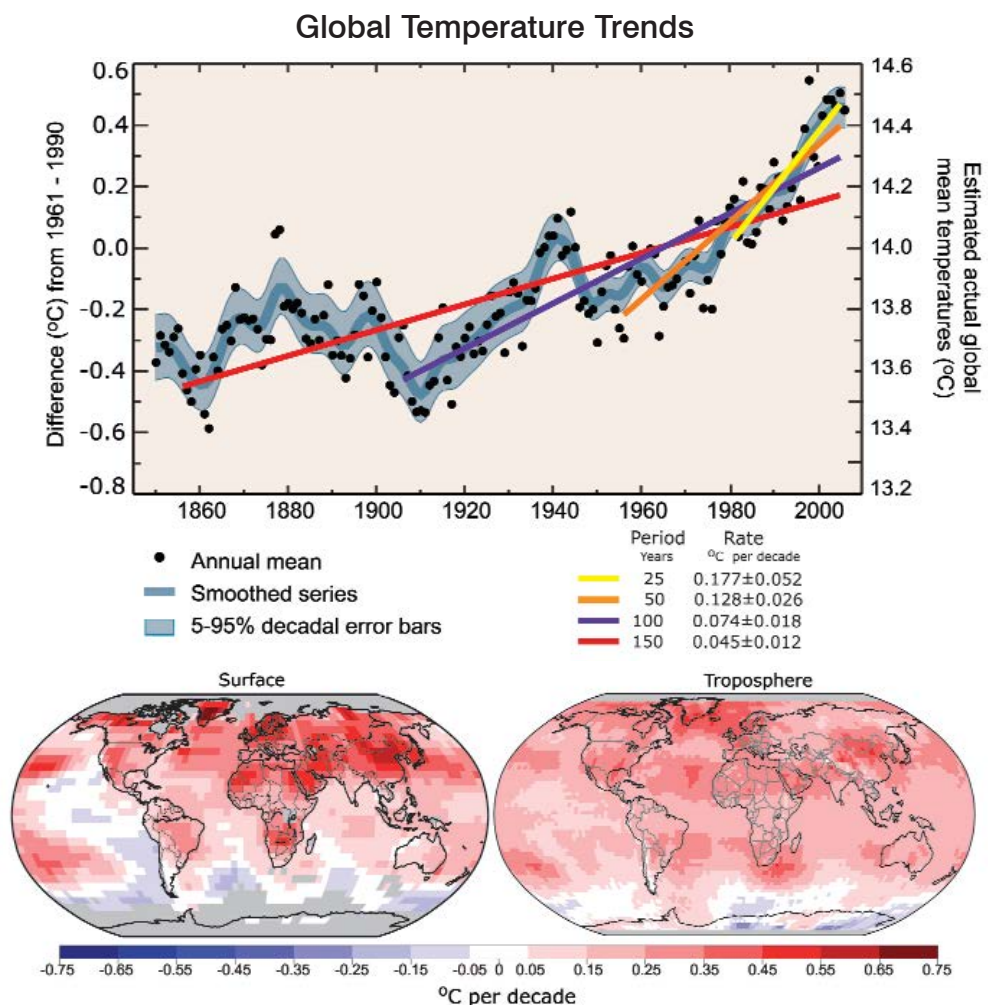 Global Temperature Trends
Difference (ºC) from 1961 - 1990
0.6
0.4
0.2
0.0
-0.2
-0.4
-0.6
-0.8
14.6
14.4
14.2
14.0
13.8
13.6
13.4
13.2
Estimated actual global
mean temperatures (ºC)
1860 1880 1900 1920 1940 1960 1980 2000
Annual mean
Smoothed series
5-95% decadal error bars
Period Rate
Years ºC per decade
25 0.177±0.052
50 0.128±0.026
100 0.074±0.018
150 0.045±0.012
Surface
Troposphere
-0.75 -0.65 -0.55 -0.45 -0.35 -0.25 -0.15 -0.05 0 0.05 0.15 0.25 0.35 0.45 0.55 0.65 0.75
ºC per decade